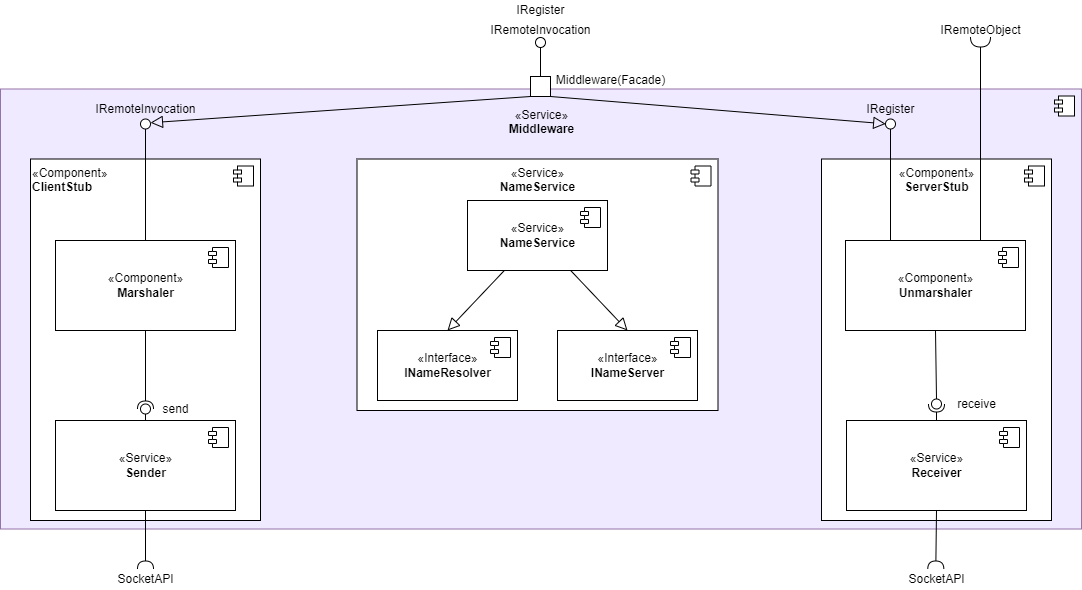 IRegister
IRemoteInvocation
IRemoteObject
Middleware(Facade)
IRemoteInvocation
«Service»
Middleware
IRegister
«Component»
ClientStub
«Component»
Marshaler
send
«Service»
Sender
SocketAPI
«Service»
NameService
«Service»
NameService
«Interface»
INameResolver
«Interface»
INameServer
«Component»
ServerStub
«Component»
Unmarshaler
receive
«Service»
Receiver
SocketAPI